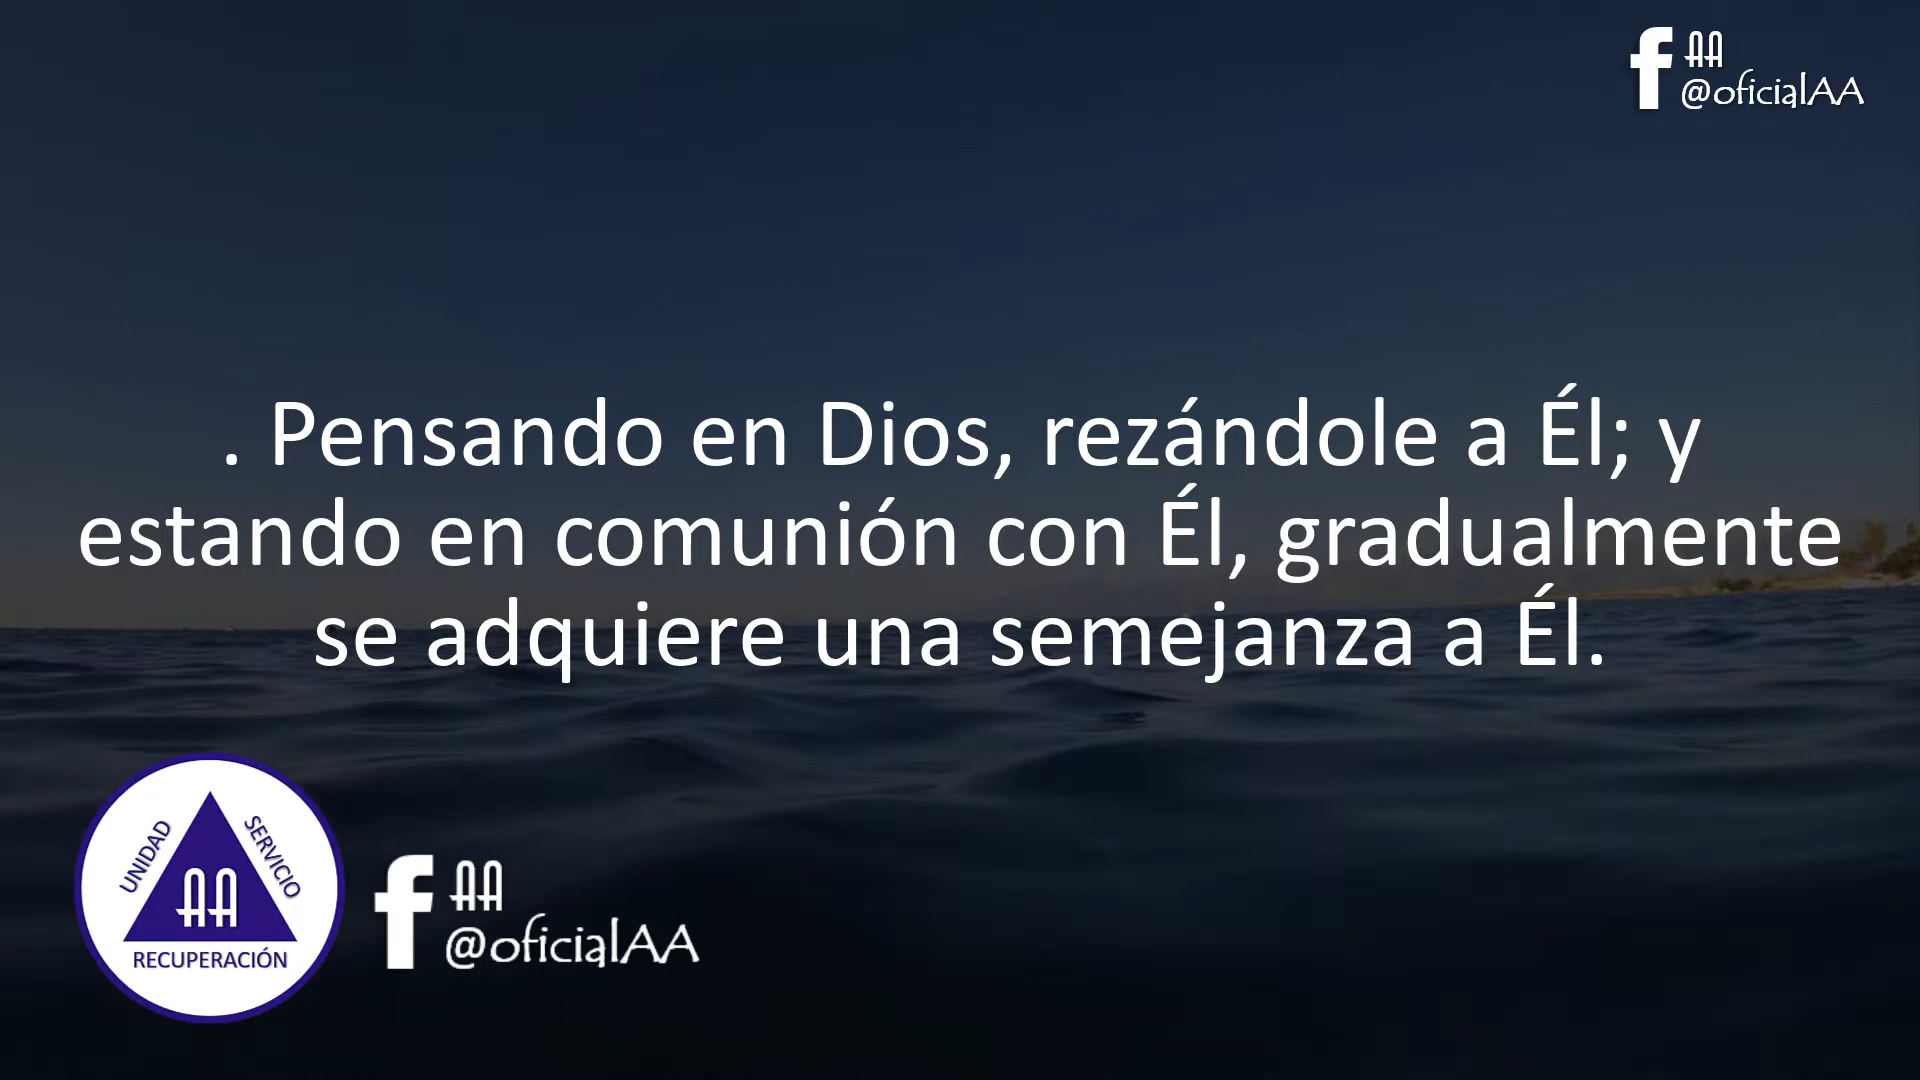 AA
@oficialAA
. Pensando en Dios, rezándole a Él; y
estando en comunión con Él, gradualmente
se adquiere una semejanza a Él.
UNIDAD
SERVICIO
AA
RECUPERACIÓN
AA
@oficialAA